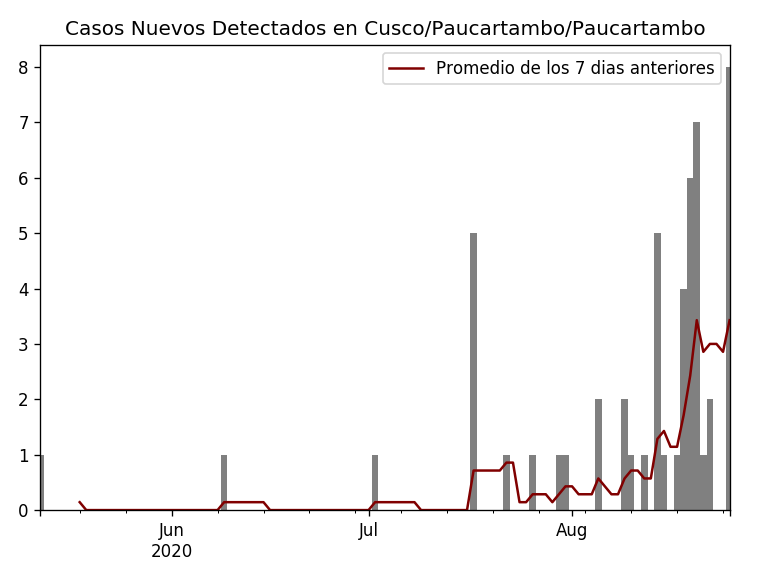 Casos Nuevos Detectados en Cusco/Paucartambo/Paucartambo
Promedio de los 7 dias anteriores
8
7
6
5
4
3
2
1
0
Jun
2020
Jul
Aug